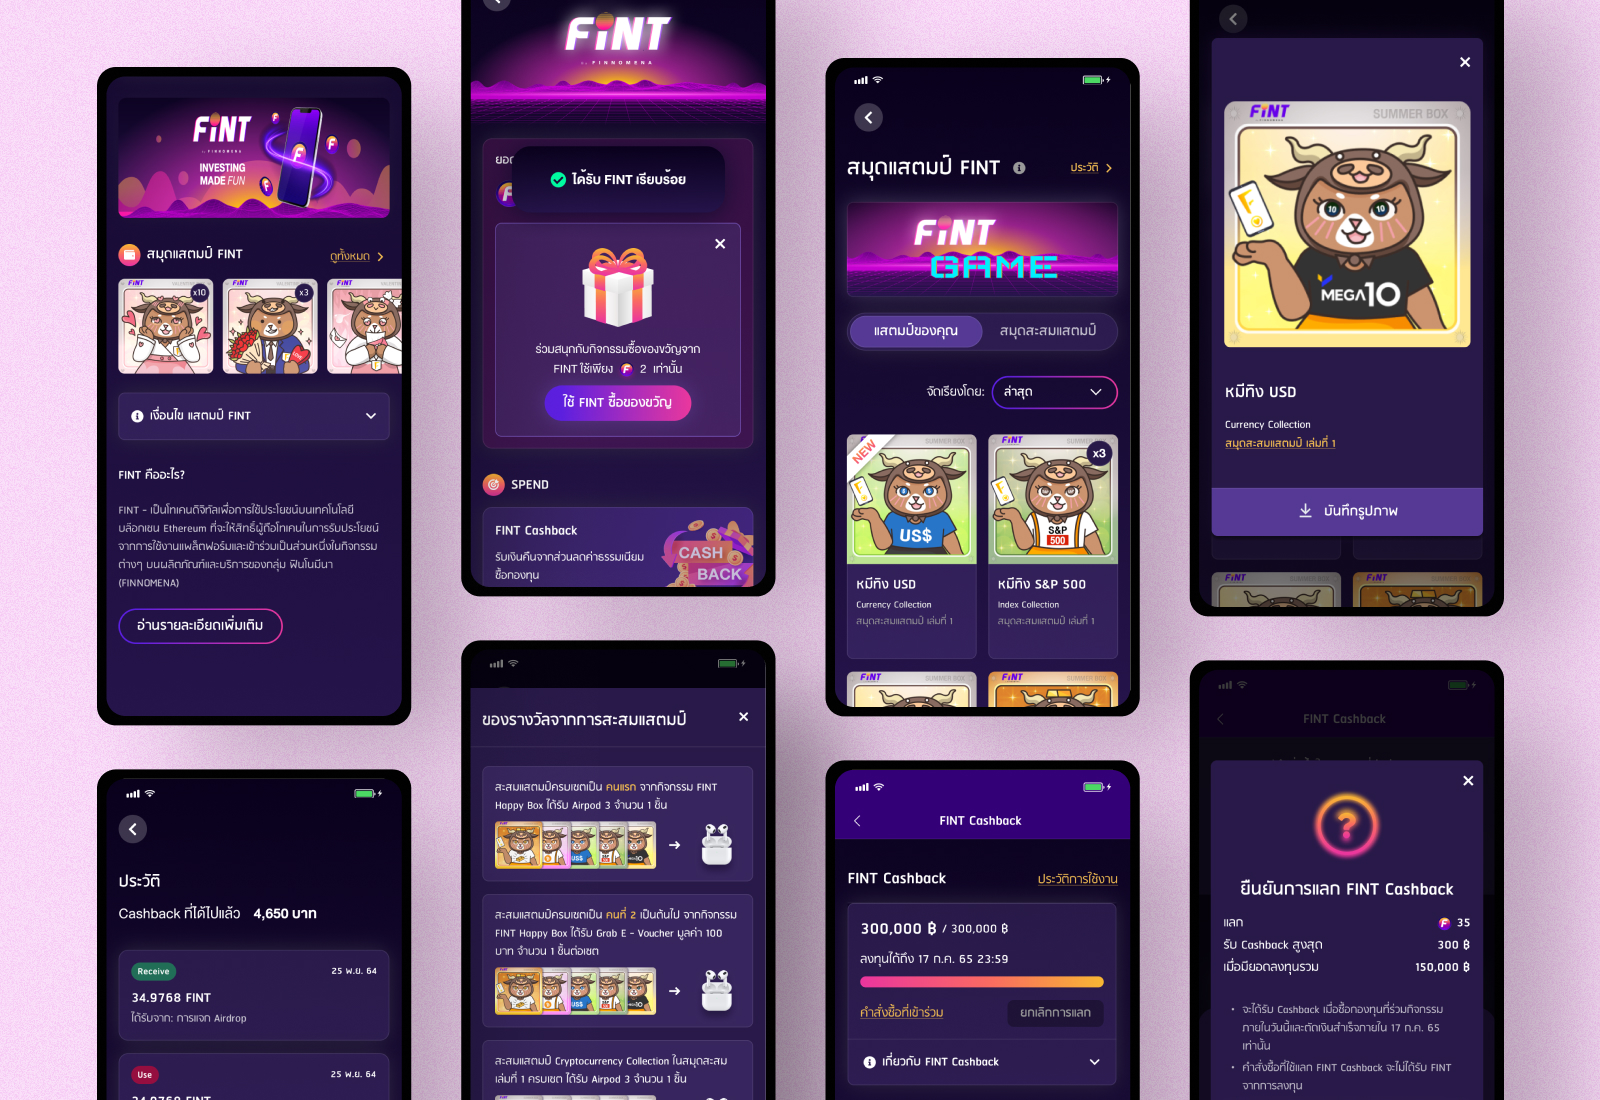 FINT
by FINNOMENA
INVESTING
MADE FUN
สมุดแสตมป์ FINT
ดูทั้งหมด
FINT
VALENTINE
x10
FINT
VALENTINE
x3
LOVE
FINT
เงื่อนไข แสตมป์ FINT
FINT คืออะไร?
FINT - เป็นโทเคนดิจิทัลเพื่อการใช้ประโยชน์บนเทคโนโลยี
บล๊อกเชน Ethereum ที่จะให้สิทธิ์ผู้ถือโทเคนในการรับประโยชน์
จากการใช้งานแพล็ตฟอร์มและเข้าร่วมเป็นส่วนหนึ่งในกิจกรรม
ต่างๆ บนผลิตภัณฑ์และบริการของกลุ่ม ฟินโนมีนา
(FINNOMENA)
อ่านรายละเอียดเพิ่มเติม
ประวัติ
Cashback ที่ได้ไปแล้ว 4,650 บาท
Receive
25 พ.ย. 64
34.9768 FINT
ได้รับจาก: การแจก Airdrop
Use
25 พ.ย. 64
34.9768 FINT
FINT
by FINNOMENA
ยอด
ได้รับ FINT เรียบร้อย
ร่วมสนุกกับกิจกรรมซื้อของขวัญจาก
FINT ใช้เพียง F 2 เท่านั้น
ใช้ FINT ซื้อของขวัญ
SPEND
FINT Cashback
รับเงินคืนจากส่วนลดค่าธรรมเนียม
ซื้อกองทุน
CASH
BACK
ของรางวัลจากการสะสมแสตมป์
สะสมแสตมป์ครบเซตเป็น คนแรก จากกิจกรรม FINT
Happy Box ได้รับ Airpod 3 จำนวน 1 ชิ้น
US$
S&P
500
MEGA10
สะสมแสตมป์ครบเซตเป็น คนที่ 2 เป็นต้นไป จากกิจกรรม
FINT Happy Box ได้รับ Grab E - Voucher มูลค่า 100
บาท จำนวน 1 ชิ้นต่อเซต
US$
S&P
500
MEGA10
สะสมแสตมป์ Cryptocurrency Collection ในสมุดสะสม
เล่มที่ 1 ครบเซต ได้รับ Airpod 3 จำนวน 1 ชิ้น
สมุดแสตมป์ FINT
ประวัติ
FINT
GAME
แสตมป์ของคุณ
สมุดสะสมแสตมป์
จัดเรียงโดย:
ล่าสุด
NEW
SUMMER BOX
US$
FINT
SUMMER BOX
x3
S&P
500
หมีทิง USD
Currency Collection
สมุดสะสมแสตมป์ เล่มที่ 1
หมีทิง S&P 500
Index Collection
สมุดสะสมแสตมป์ เล่มที่ 1
FINT
SUMMER BOX
FINT
SUMMER BOX
FINT Cashback
FINT Cashback
ประวัติการใช้งาน
300,000 ฿ / 300,000 ฿
ลงทุนได้ถึง 17 ก.ค. 65 23:59
คำสั่งซื้อที่เข้าร่วม
ยกเลิกการแลก
เกี่ยวกับ FINT Cashback
FINT
SUMMER BOX
10
10
MEGA10
หมีทิง USD
Currency Collection
สมุดสะสมแสตมป์ เล่มที่ 1
บันทึกรูปภาพ
FINT
SUMMER BOX
FINT
SUMMER BOX
FINT Cashback
?
ยืนยันการแลก FINT Cashback
แลก
F 35
รับ Cashback สูงสุด
300 ฿
เมื่อมียอดลงทุนรวม
150,000 ฿
• จะได้รับ Cashback เมื่อซื้อกองทุนที่ร่วมกิจกรรม
ภายในวันนี้และตัดเงินสำเร็จภายใน 17 ก.ค. 65
เท่านั้น
• คำสั่งซื้อที่ใช้แลก FINT Cashback จะไม่ได้รับ FINT
จากการลงทุน